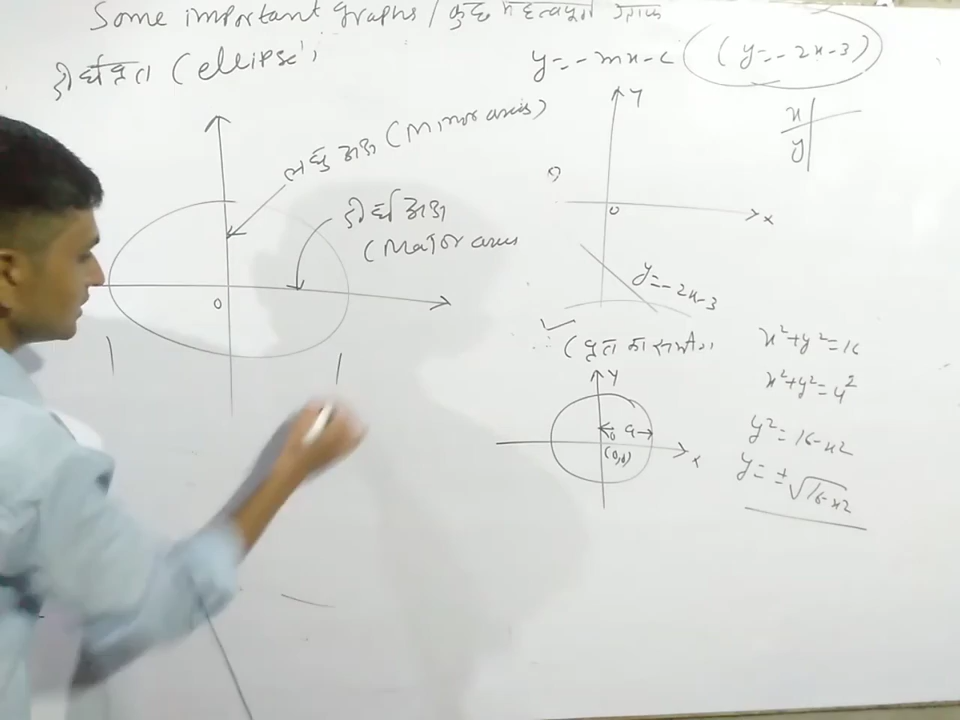 Some important graphs / कुछ महत्वपूर्ण ग्राफ
दीर्घवृत्त (ellipse)
y = -mx-c (y = -2x-3)
लघु अक्ष (Minor axis)
दीर्घ अक्ष
(Major axis
0
Y
0
x
y = -2x-3
x
y
(वृत्त का समी०
Y
a
(0,0)
x
x²+y²=16
x²+y²=4²
y²=16-x²
y=±√16-x²